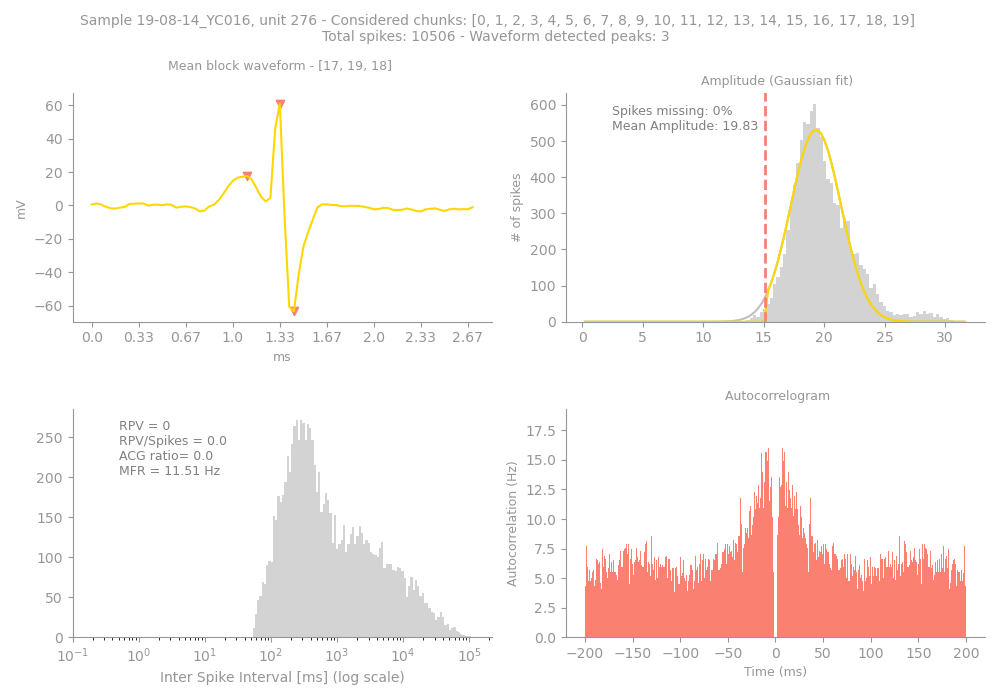 Sample 19-08-14_YC016, unit 276 - Considered chunks: [0, 1, 2, 3, 4, 5, 6, 7, 8, 9, 10, 11, 12, 13, 14, 15, 16, 17, 18, 19]
Total spikes: 10506 - Waveform detected peaks: 3
Mean block waveform - [17, 19, 18]
60
40
20
0
−20
−40
−60
mV
0.0 0.33 0.67 1.0 1.33 1.67 2.0 2.33 2.67
ms
Amplitude (Gaussian fit)
Spikes missing: 0%
Mean Amplitude: 19.83
600
500
400
300
200
100
0
# of spikes
0 5 10 15 20 25 30
RPV = 0
RPV/Spikes = 0.0
ACG ratio= 0.0
MFR = 11.51 Hz
250
200
150
100
50
0
10⁻¹ 10⁰ 10¹ 10² 10³ 10⁴ 10⁵
Inter Spike Interval [ms] (log scale)
Autocorrelogram
17.5
15.0
12.5
10.0
7.5
5.0
2.5
0.0
Autocorrelation (Hz)
−200 −150 −100 −50 0 50 100 150 200
Time (ms)